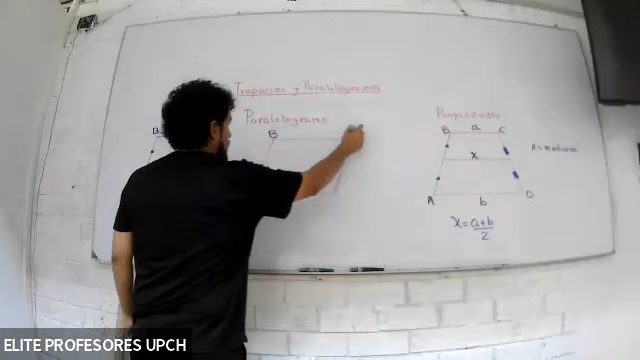 Trapecios y Paralelogramos
Paralelogramo
B
B
Propiedades
B a C
x
x = mediana
A b D
x = a+b
2
ELITE PROFESORES UPCH